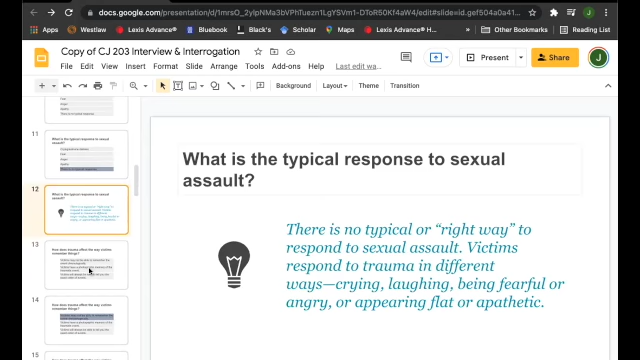 docs.google.com/presentation/d/1mrsO_2yIpNMa3bVPhTuezn1LgYSVm1-DToR50Kf4aW4/edit#slide=id.gef504a0a91_
Apps
Lexis Advance®
Lexis Advance®
Bluebook
Black's
Scholar
Maps
Lexis Advance®
Other Bookmarks
Reading List
Copy of CJ 203 Interview & Interrogation
File Edit View Insert Format Slide Arrange Tools Add-ons Help
Last edit wa...
Present
Share
J
Background Layout Theme Transition
11
What is the typical response to sexual
assault?
12
What is the typical response to sexual
assault?
13
How does trauma affect the way victims
remember things?
14
How does trauma affect the way victims
remember things?
15
What is the typical response to sexual
assault?
There is no typical or “right way” to
respond to sexual assault. Victims
respond to trauma in different
ways—crying, laughing, being fearful or
angry, or appearing flat or apathetic.